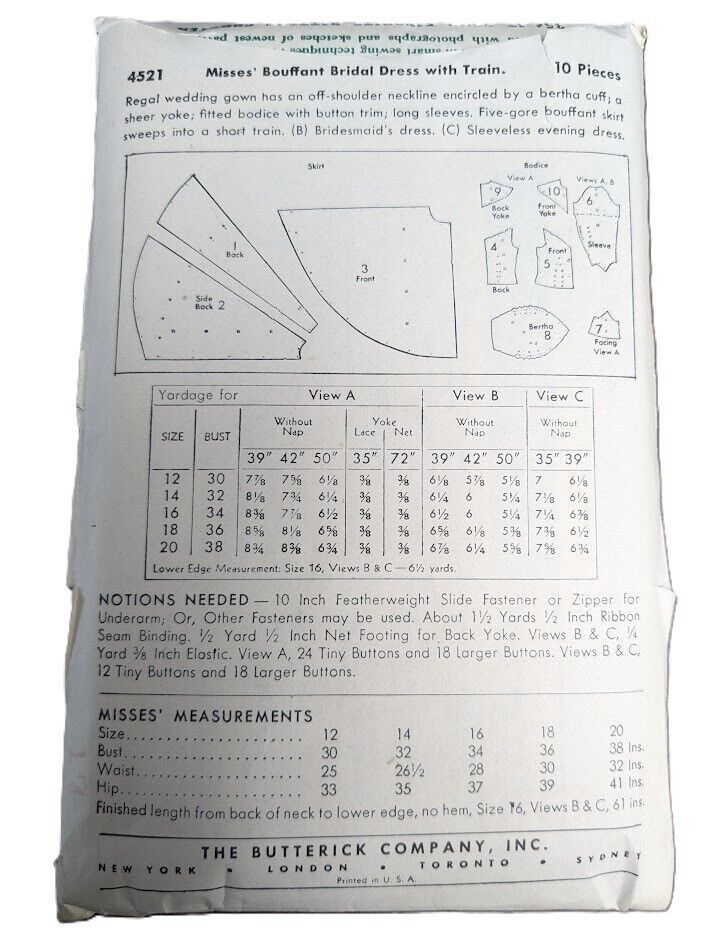 with photographs and sketches of newest
in smart sewing techniques
4521 Misses' Bouffant Bridal Dress with Train. 10 Pieces
Regal wedding gown has an off-shoulder neckline encircled by a bertha cuff; a
sheer yoke; fitted bodice with button trim; long sleeves. Five-gore bouffant skirt
sweeps into a short train. (B) Bridesmaid's dress. (C) Sleeveless evening dress.
Skirt
1
Back
Side
Back 2
3
Front
Bodice
View A
Views A, B
9
Back
Yoke
10
Front
Yoke
6
Sleeve
4
Back
Front
5
Bertha
8
7
Facing
View A
Yardage for View A View B View C
Without Nap Yoke Without Nap Without Nap
SIZE BUST Lace Net
39" 42" 50" 35" 72" 39" 42" 50" 35" 39"
12 30 7⅞ 7⅝ 6⅛ ⅜ ⅜ 6⅛ 5⅞ 5⅛ 7 6⅛
14 32 8⅛ 7¾ 6¼ ⅜ ⅜ 6¼ 6 5¼ 7⅛ 6⅛
16 34 8⅜ 7⅞ 6½ ⅜ ⅜ 6½ 6 5¼ 7¼ 6⅜
18 36 8⅝ 8⅛ 6⅝ ⅜ ⅜ 6⅝ 6⅛ 5⅜ 7⅜ 6½
20 38 8¾ 8⅜ 6¾ ⅜ ⅜ 6⅞ 6¼ 5⅝ 7⅝ 6¾
Lower Edge Measurement: Size 16, Views B & C—6½ yards.
NOTIONS NEEDED — 10 Inch Featherweight Slide Fastener or Zipper for
Underarm; Or, Other Fasteners may be used. About 1½ Yards ½ Inch Ribbon
Seam Binding. ½ Yard ½ Inch Net Footing for Back Yoke. Views B & C, ¼
Yard ⅜ Inch Elastic. View A, 24 Tiny Buttons and 18 Larger Buttons. Views B & C,
12 Tiny Buttons and 18 Larger Buttons.
MISSES' MEASUREMENTS
Size........................ 12 14 16 18 20
Bust........................ 30 32 34 36 38 Ins.
Waist....................... 25 26½ 28 30 32 Ins.
Hip......................... 33 35 37 39 41 Ins.
Finished length from back of neck to lower edge, no hem, Size 16, Views B & C, 61 ins.
THE BUTTERICK COMPANY, INC.
NEW YORK • LONDON • TORONTO • SYDNEY
Printed in U. S. A.